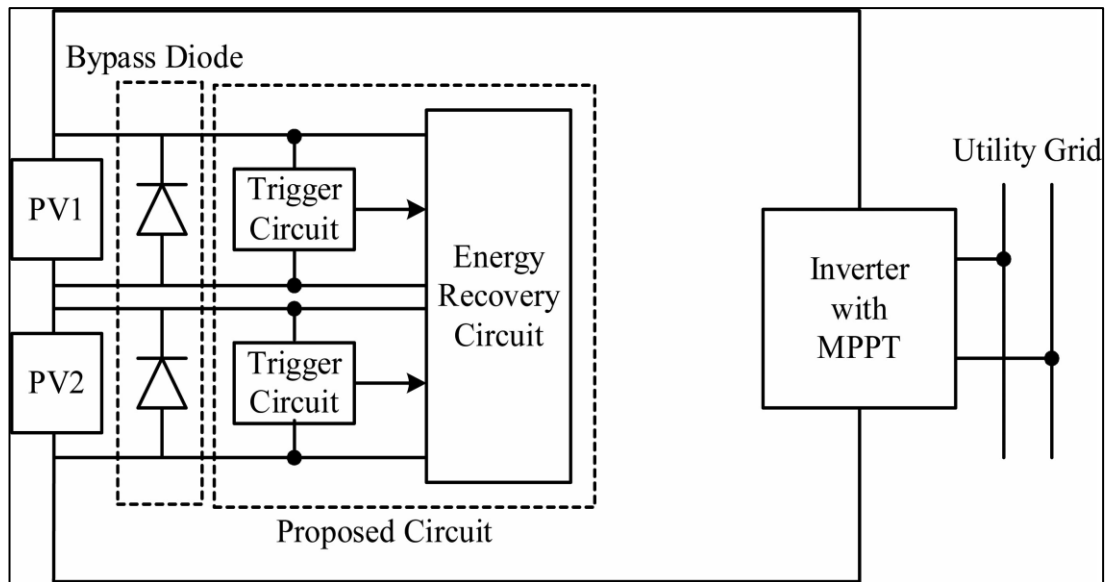 Bypass Diode
PV1
Trigger
Circuit
Energy
Recovery
Circuit
PV2
Trigger
Circuit
Proposed Circuit
Utility Grid
Inverter
with
MPPT